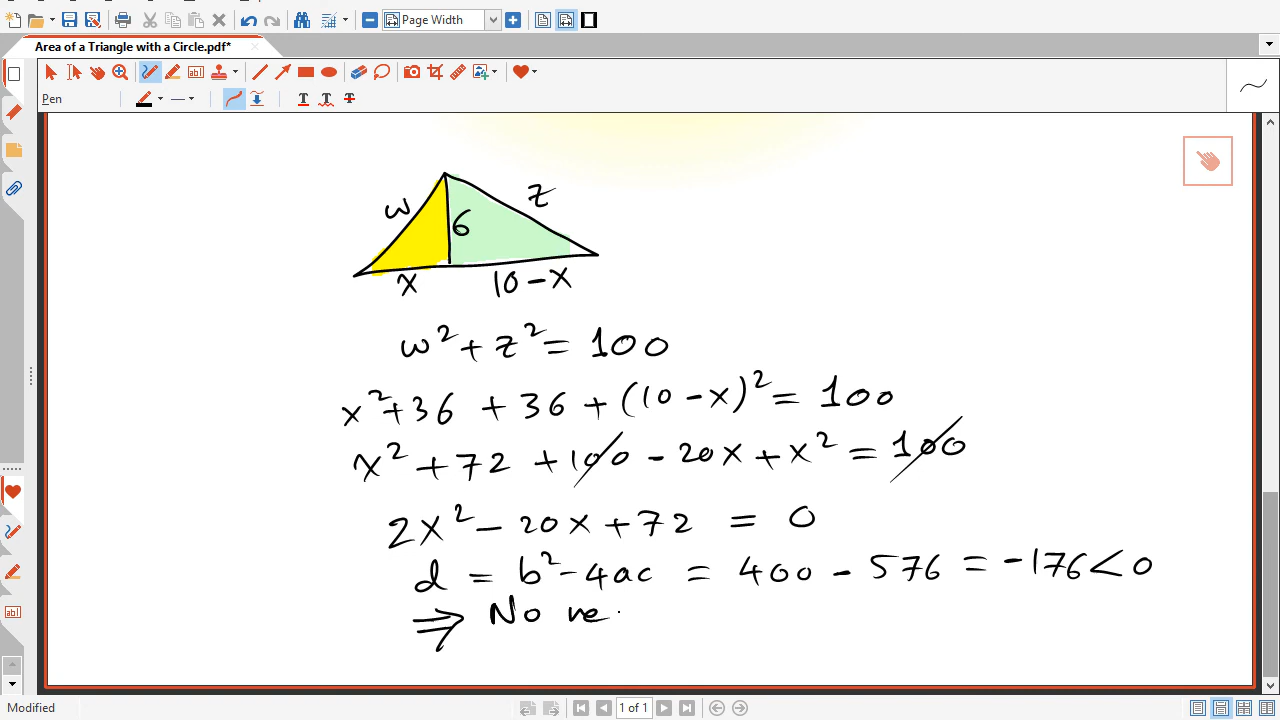 Page Width
Area of a Triangle with a Circle.pdf*
Pen
w
z
6
x
10 - x
w² + z² = 100
x² + 36 + 36 + (10 - x)² = 100
x² + 72 + 100 - 20x + x² = 100
2x² - 20x + 72 = 0
d = b² - 4ac = 400 - 576 = -176 < 0
⇒ No re
Modified
1 of 1